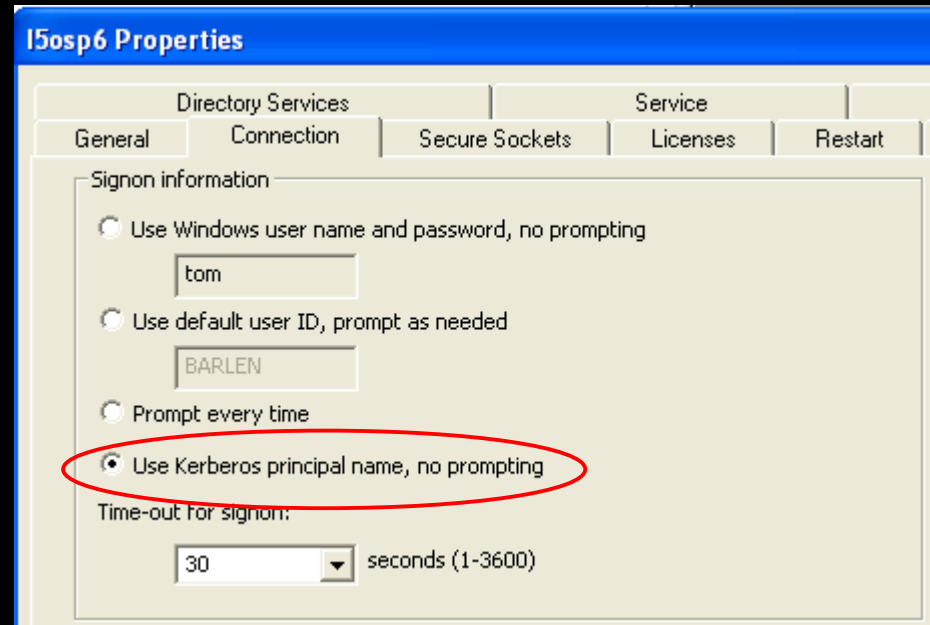 I5osp6 Properties
Directory Services Service
General Connection Secure Sockets Licenses Restart
Signon information
Use Windows user name and password, no prompting
tom
Use default user ID, prompt as needed
BARLEN
Prompt every time
Use Kerberos principal name, no prompting
Time-out for signon:
30 seconds (1-3600)